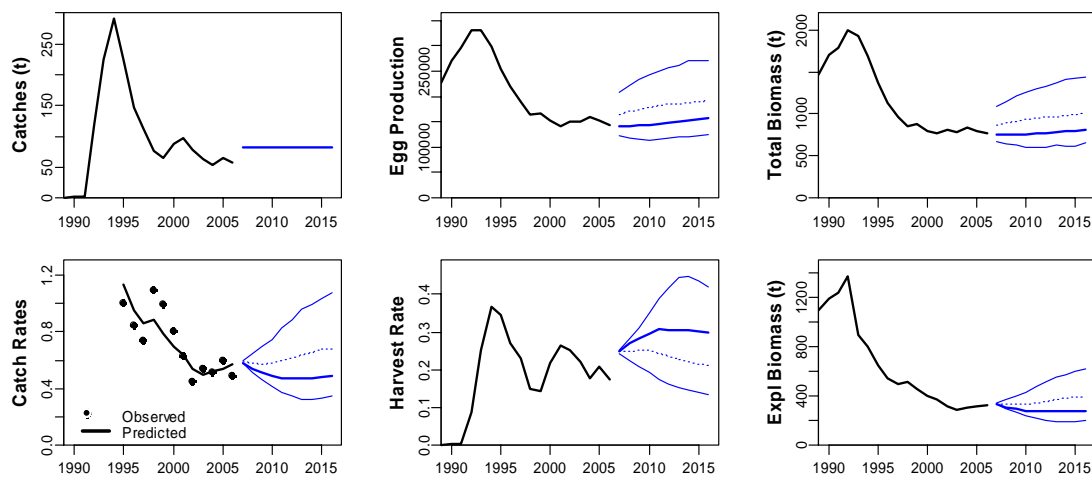 Catches (t)
0 50 150 250
1990 1995 2000 2005 2010 2015
Egg Production
0 100000 250000
1990 1995 2000 2005 2010 2015
Total Biomass (t)
0 500 1000 2000
1990 1995 2000 2005 2010 2015
Catch Rates
0.0 0.4 0.8 1.2
Observed
Predicted
1990 1995 2000 2005 2010 2015
Harvest Rate
0.0 0.1 0.2 0.3 0.4
1990 1995 2000 2005 2010 2015
Expl Biomass (t)
0 400 800 1200
1990 1995 2000 2005 2010 2015